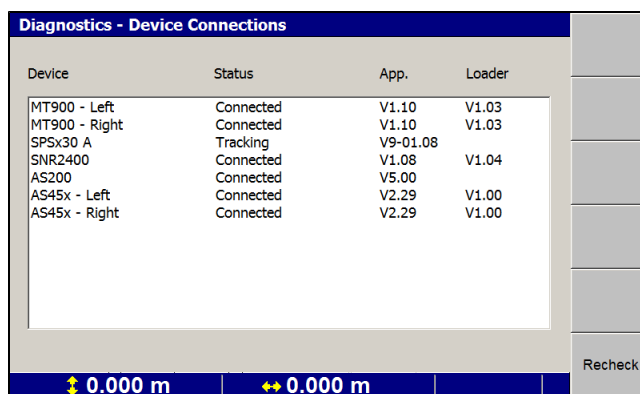 Diagnostics - Device Connections
Device Status App. Loader
MT900 - Left Connected V1.10 V1.03
MT900 - Right Connected V1.10 V1.03
SPSx30 A Tracking V9-01.08
SNR2400 Connected V1.08 V1.04
AS200 Connected V5.00
AS45x - Left Connected V2.29 V1.00
AS45x - Right Connected V2.29 V1.00
Recheck
0.000 m 0.000 m